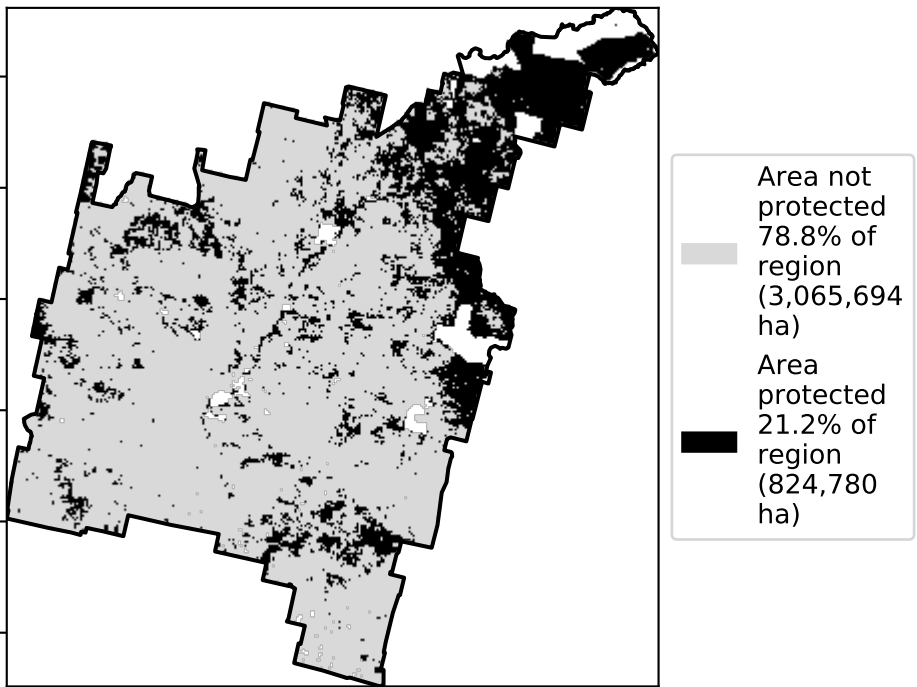 Area not
protected
78.8% of
region
(3,065,694
ha)
Area
protected
21.2% of
region
(824,780
ha)